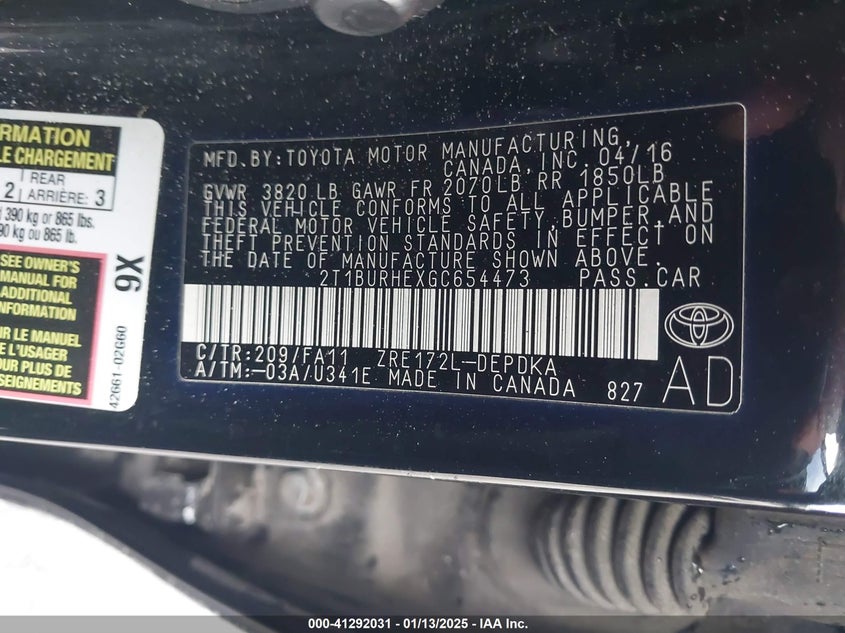 RMATION
LE CHARGEMENT
2 REAR ARRIÈRE: 3
390 kg or 865 lbs.
90 kg ou 865 lb.
SEE OWNER'S
MANUAL FOR
ADDITIONAL
INFORMATION
UR LE MANUEL
L'USAGER
OUR PLUS DE
SEIGNEMENTS
9X
42661-02G60
MFD. BY: TOYOTA MOTOR MANUFACTURING,
CANADA, INC. 04/16
GVWR 3820 LB GAWR FR 2070LB RR 1850LB
THIS VEHICLE CONFORMS TO ALL APPLICABLE
FEDERAL MOTOR VEHICLE SAFETY, BUMPER, AND
THEFT PREVENTION STANDARDS IN EFFECT ON
THE DATE OF MANUFACTURE SHOWN ABOVE.
2T1BURHEXGC654473 PASS.CAR
C/TR:209/FA11 ZRE172L-DEPDKA
A/TM:-03A/U341E MADE IN CANADA 827 AD
000-41292031 - 01/13/2025 - IAA Inc.